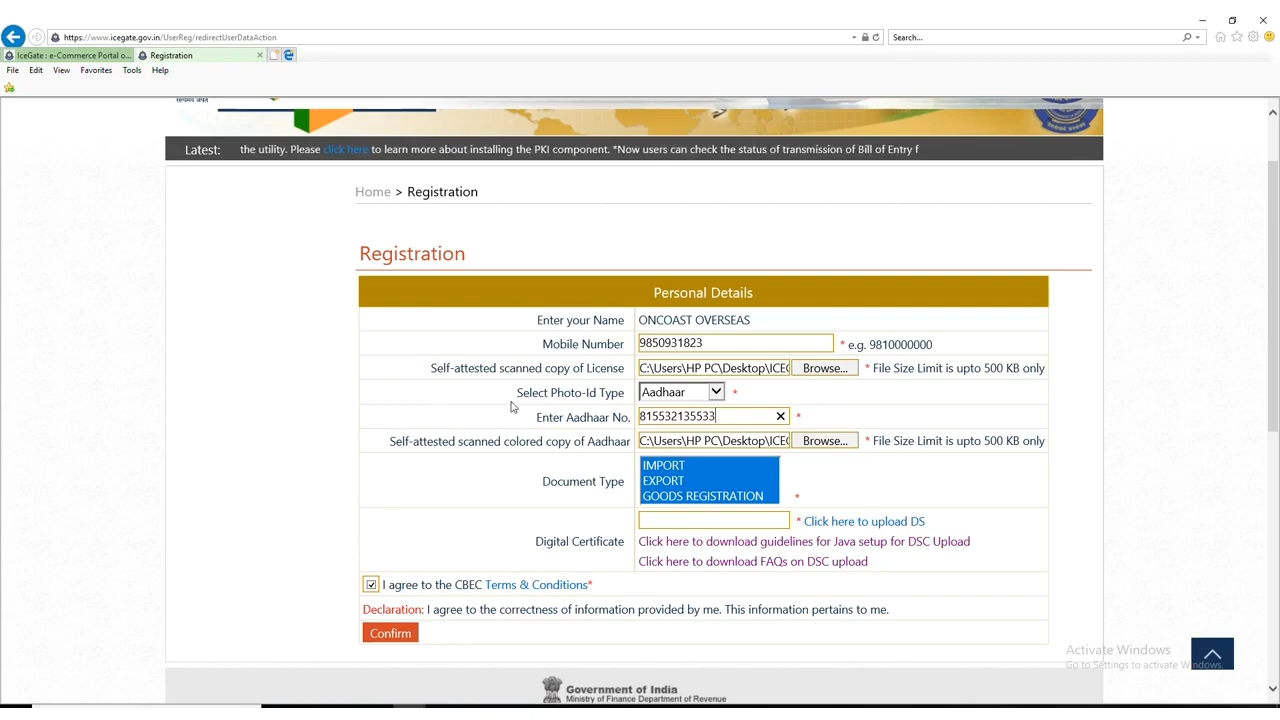 https://www.icegate.gov.in/UserReg/redirectUserDataAction
Search...
IceGate : e-Commerce Portal o...
Registration
File Edit View Favorites Tools Help
सत्यमेव जयते
Latest: the utility. Please click here to learn more about installing the PKI component. *Now users can check the status of transmission of Bill of Entry f
Home > Registration
Registration
Personal Details
Enter your Name ONCOAST OVERSEAS
Mobile Number 9850931823 * e.g. 9810000000
Self-attested scanned copy of License C:\Users\HP PC\Desktop\ICEG Browse... * File Size Limit is upto 500 KB only
Select Photo-Id Type Aadhaar *
Enter Aadhaar No. 815532135533 *
Self-attested scanned colored copy of Aadhaar C:\Users\HP PC\Desktop\ICEG Browse... * File Size Limit is upto 500 KB only
IMPORT
Document Type EXPORT
GOODS REGISTRATION *
* Click here to upload DS
Digital Certificate Click here to download guidelines for Java setup for DSC Upload
Click here to download FAQs on DSC upload
I agree to the CBEC Terms & Conditions*
Declaration: I agree to the correctness of information provided by me. This information pertains to me.
Confirm
Activate Windows
Go to Settings to activate Windows.
Government of India
Ministry of Finance Department of Revenue